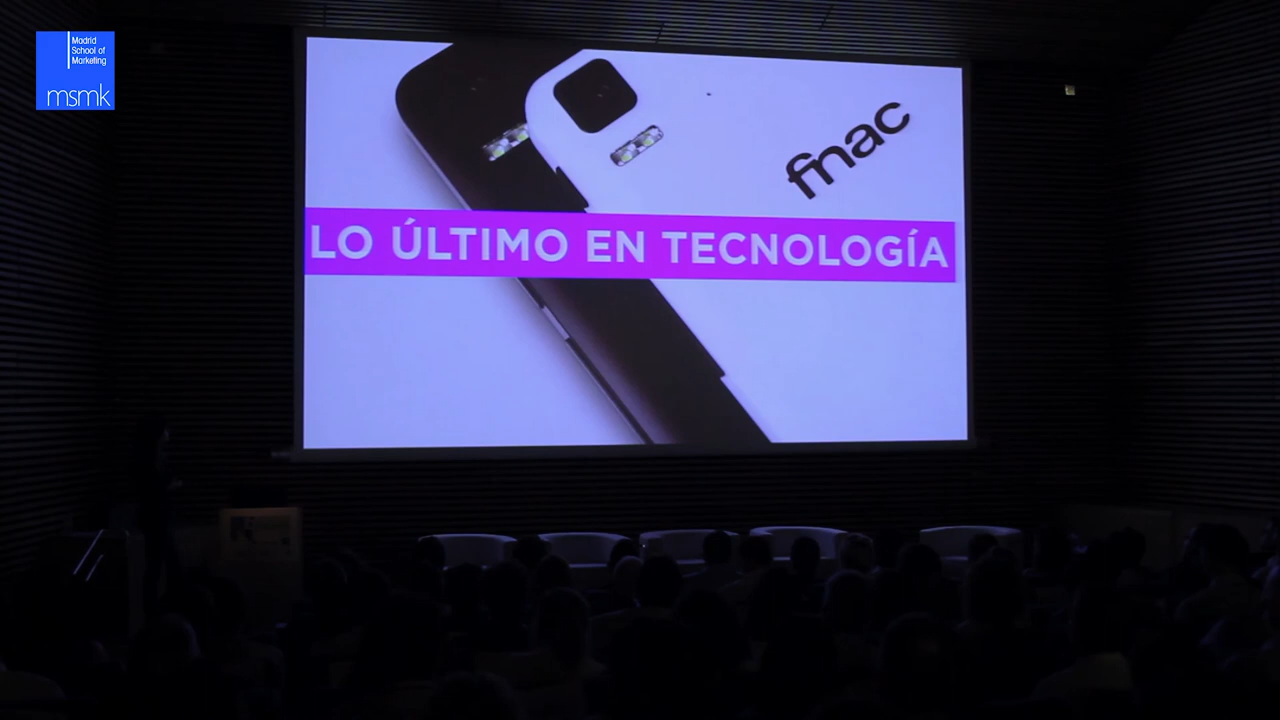 Madrid
School of
Marketing
msmk
fnac
LO ÚLTIMO EN TECNOLOGÍA